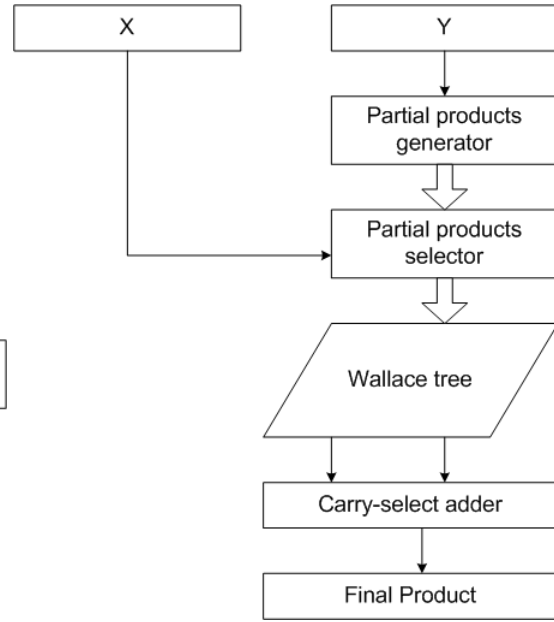 X
Y
Partial products
generator
Partial products
selector
Wallace tree
Carry-select adder
Final Product